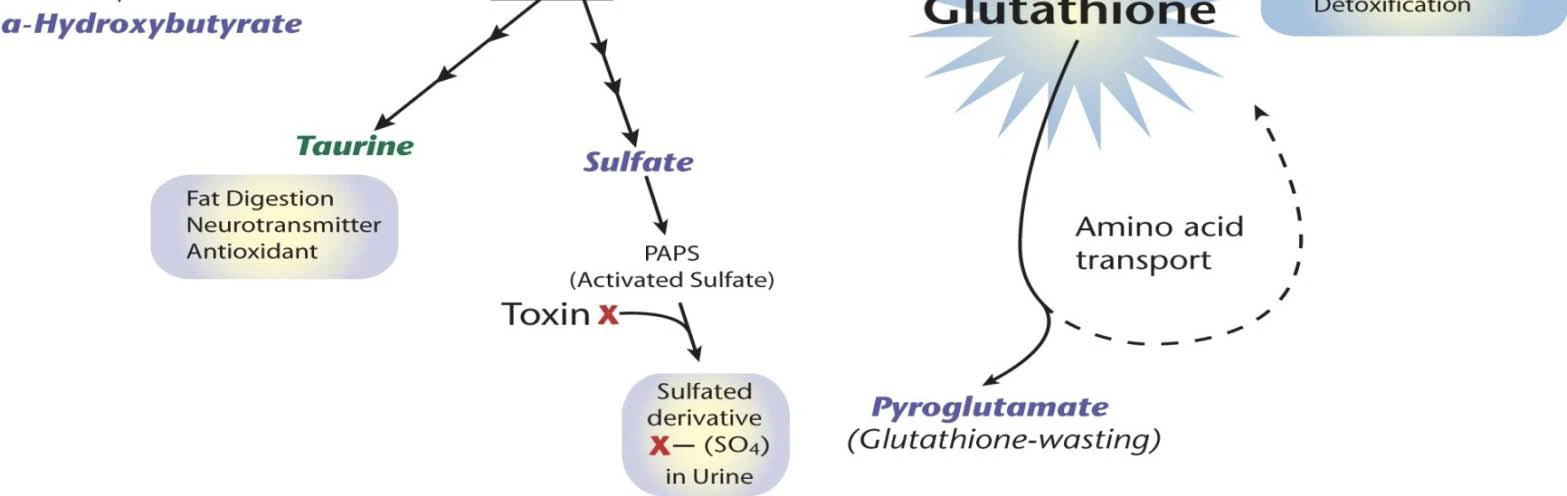 a-Hydroxybutyrate
Glutathione
Detoxification
Taurine
Fat Digestion
Neurotransmitter
Antioxidant
Sulfate
PAPS
(Activated Sulfate)
Toxin X
Sulfated
derivative
X— (SO₄)
in Urine
Amino acid
transport
Pyroglutamate
(Glutathione-wasting)